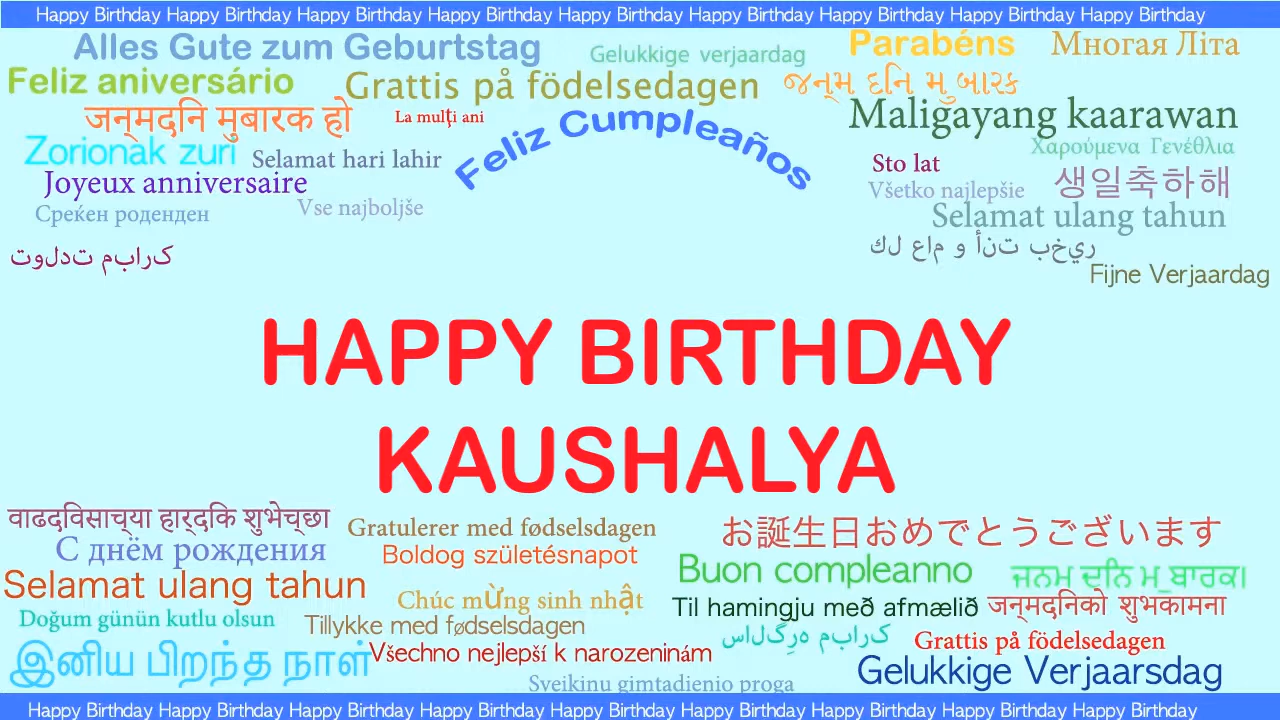 Happy Birthday Happy Birthday Happy Birthday Happy Birthday Happy Birthday Happy Birthday Happy Birthday Happy Birthday Happy Birthday
Alles Gute zum Geburtstag
Gelukkige verjaardag
Parabéns
Многая Літа
Feliz aniversário
Grattis på födelsedagen
જન્મ દિન મુબારક
जन्मदिन मुबारक हो
La mulţi ani
Feliz Cumpleaños
Maligayang kaarawan
Zorionak zuri
Selamat hari lahir
Χαρούμενα Γενέθλια
Sto lat
Joyeux anniversaire
Všetko najlepšie
생일축하해
Среќен роденден
Vse najboljše
Selamat ulang tahun
تولدت مبارک
كل عام و أنت بخير
Fijne Verjaardag
HAPPY BIRTHDAY
KAUSHALYA
वाढदिवसाच्या हार्दिक शुभेच्छा
Gratulerer med fødselsdagen
お誕生日おめでとうございます
С днём рождения
Boldog születésnapot
Buon compleanno
ਜਨਮ ਦਿਨ ਮੁਬਾਰਕ।
Selamat ulang tahun
Chúc mừng sinh nhật
Til hamingju með afmælið
जन्मदिनको शुभकामना
Doğum günün kutlu olsun
Tillykke med fødselsdagen
سالگرہ مبارک
Grattis på födelsedagen
இனிய பிறந்த நாள்
Všechno nejlepší k narozeninám
Gelukkige Verjaarsdag
Sveikinu gimtadienio proga
Happy Birthday Happy Birthday Happy Birthday Happy Birthday Happy Birthday Happy Birthday Happy Birthday Happy Birthday Happy Birthday